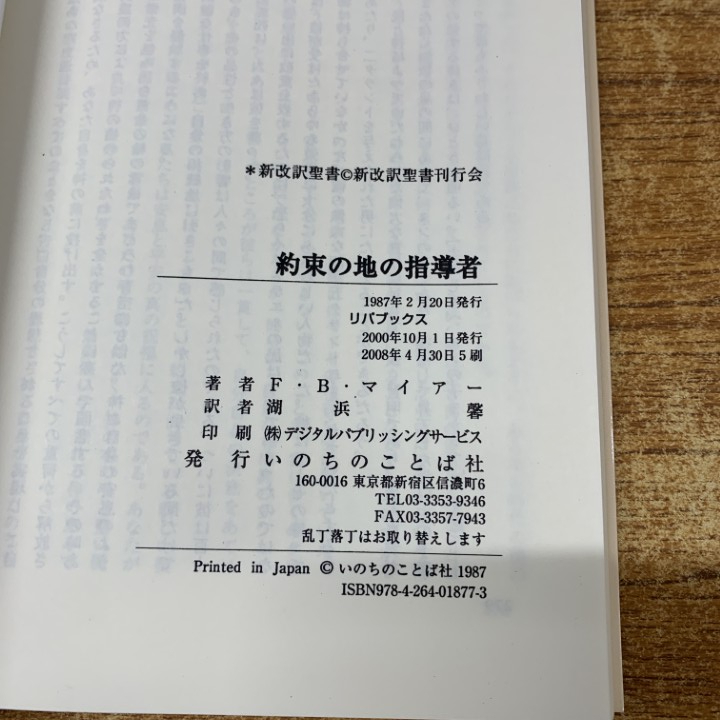 ＊新改訳聖書©新改訳聖書刊行会
約束の地の指導者
1987年2月20日発行
リバブックス
2000年10月1日発行
2008年4月30日5刷
著者 F・B・マイアー
訳者 湖浜馨
印刷 ㈱デジタルパブリッシングサービス
発行 いのちのことば社
160-0016 東京都新宿区信濃町6
TEL03-3353-9346
FAX03-3357-7943
乱丁落丁はお取り替えします
Printed in Japan © いのちのことば社 1987
ISBN978-4-264-01877-3